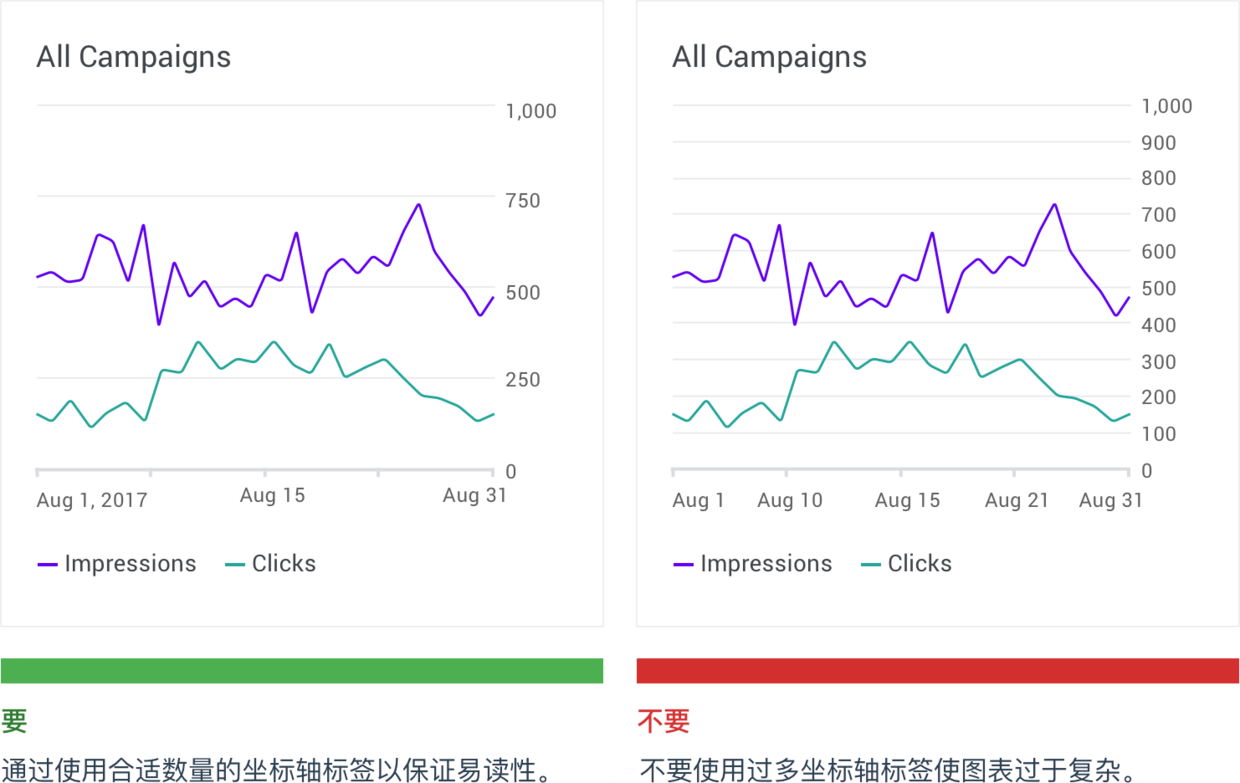 All Campaigns
1,000
750
500
250
0
Aug 1, 2017
Aug 15
Aug 31
Impressions
Clicks
要
通过使用合适数量的坐标轴标签以保证易读性。
All Campaigns
1,000
900
800
700
600
500
400
300
200
100
0
Aug 1
Aug 10
Aug 15
Aug 21
Aug 31
Impressions
Clicks
不要
不要使用过多坐标轴标签使图表过于复杂。